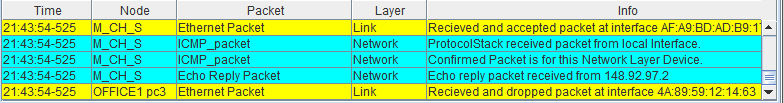 Time Node Packet Layer Info
21:43:54-525 M_CH_S Ethernet Packet Link Recieved and accepted packet at interface AF:A9:BD:AD:B9:1
21:43:54-525 M_CH_S ICMP_packet Network ProtocolStack received packet from local Interface.
21:43:54-525 M_CH_S ICMP_packet Network Confirmed Packet is for this Network Layer Device.
21:43:54-525 M_CH_S Echo Reply Packet Network Echo reply packet received from 148.92.97.2
21:43:54-525 OFFICE1 pc3 Ethernet Packet Link Recieved and dropped packet at interface 4A:89:59:12:14:63